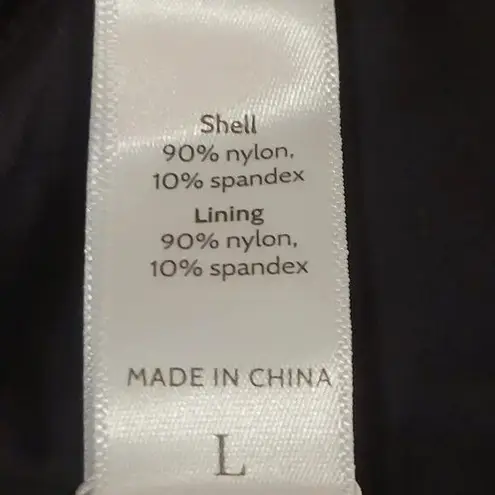 Shell
90% nylon,
10% spandex
Lining
90% nylon,
10% spandex
MADE IN CHINA
L